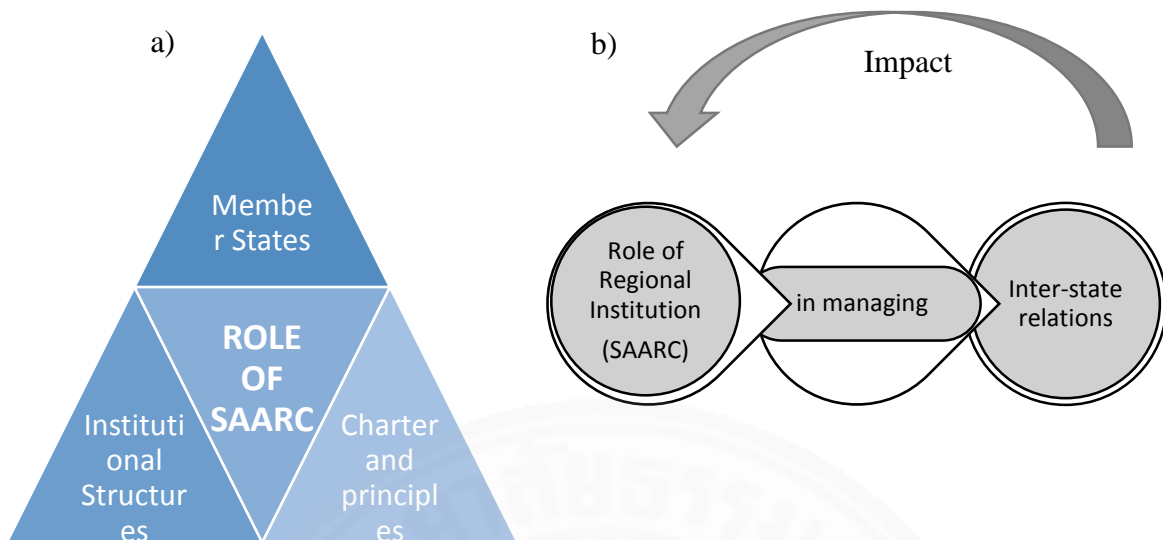 a)
Membe
r States
ROLE
OF
SAARC
Instituti
onal
Structur
es
Charter
and
principl
es
b)
Impact
Role of
Regional
Institution
(SAARC)
in managing
Inter-state
relations